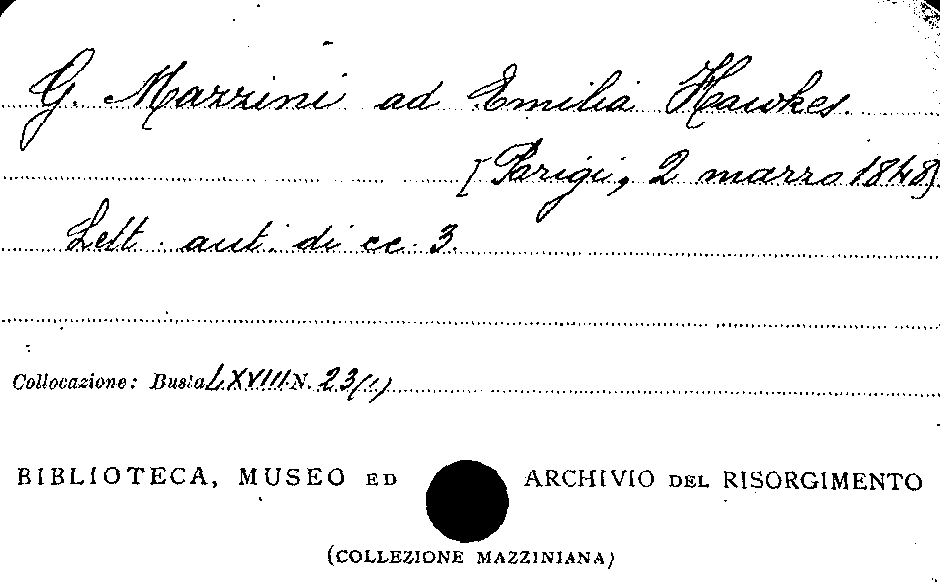 G. Mazzini ad Emilia Hawkes.
[Parigi, 2 marzo 1848]
Lett. aut. di cc. 3.
Collocazione: Busta LXVIII N. 23(1)
BIBLIOTECA, MUSEO ED ARCHIVIO DEL RISORGIMENTO
(COLLEZIONE MAZZINIANA)